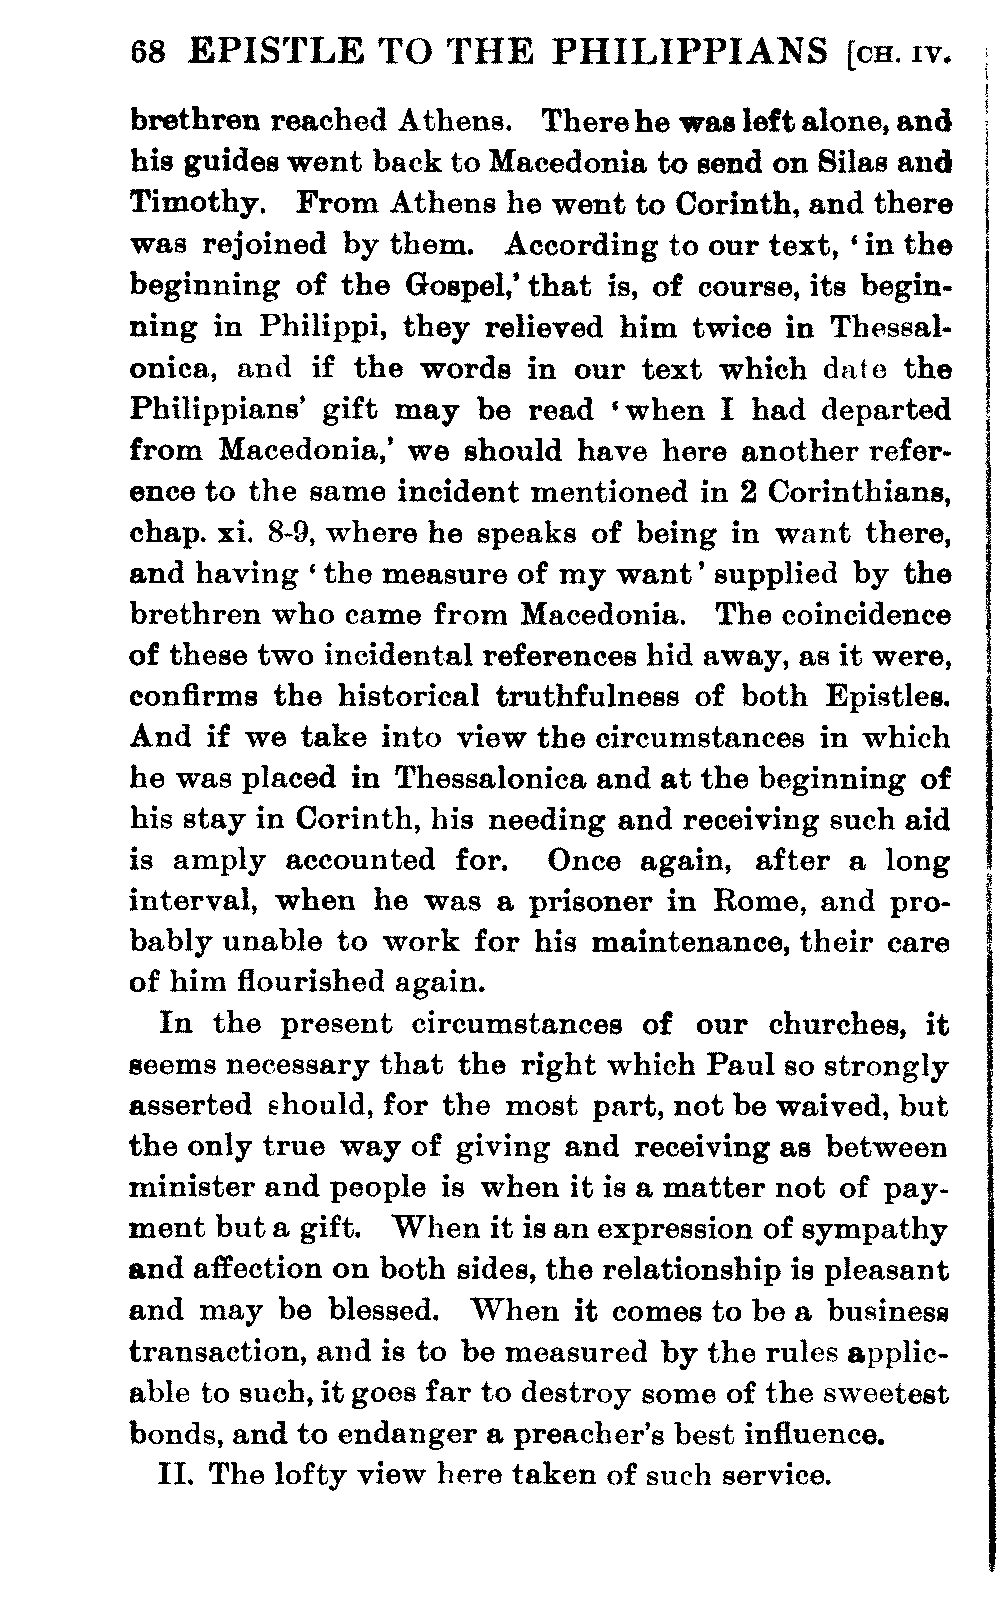 68 EPISTLE TO THE PHILIPPIANS [CH. IV.
brethren reached Athens. There he was left alone, and
his guides went back to Macedonia to send on Silas and
Timothy. From Athens he went to Corinth, and there
was rejoined by them. According to our text, ‘in the
beginning of the Gospel,’ that is, of course, its begin-
ning in Philippi, they relieved him twice in Thessal-
onica, and if the words in our text which date the
Philippians’ gift may be read ‘when I had departed
from Macedonia,’ we should have here another refer-
ence to the same incident mentioned in 2 Corinthians,
chap. xi. 8-9, where he speaks of being in want there,
and having ‘the measure of my want’ supplied by the
brethren who came from Macedonia. The coincidence
of these two incidental references hid away, as it were,
confirms the historical truthfulness of both Epistles.
And if we take into view the circumstances in which
he was placed in Thessalonica and at the beginning of
his stay in Corinth, his needing and receiving such aid
is amply accounted for. Once again, after a long
interval, when he was a prisoner in Rome, and pro-
bably unable to work for his maintenance, their care
of him flourished again.
In the present circumstances of our churches, it
seems necessary that the right which Paul so strongly
asserted should, for the most part, not be waived, but
the only true way of giving and receiving as between
minister and people is when it is a matter not of pay-
ment but a gift. When it is an expression of sympathy
and affection on both sides, the relationship is pleasant
and may be blessed. When it comes to be a business
transaction, and is to be measured by the rules applic-
able to such, it goes far to destroy some of the sweetest
bonds, and to endanger a preacher’s best influence.
II. The lofty view here taken of such service.